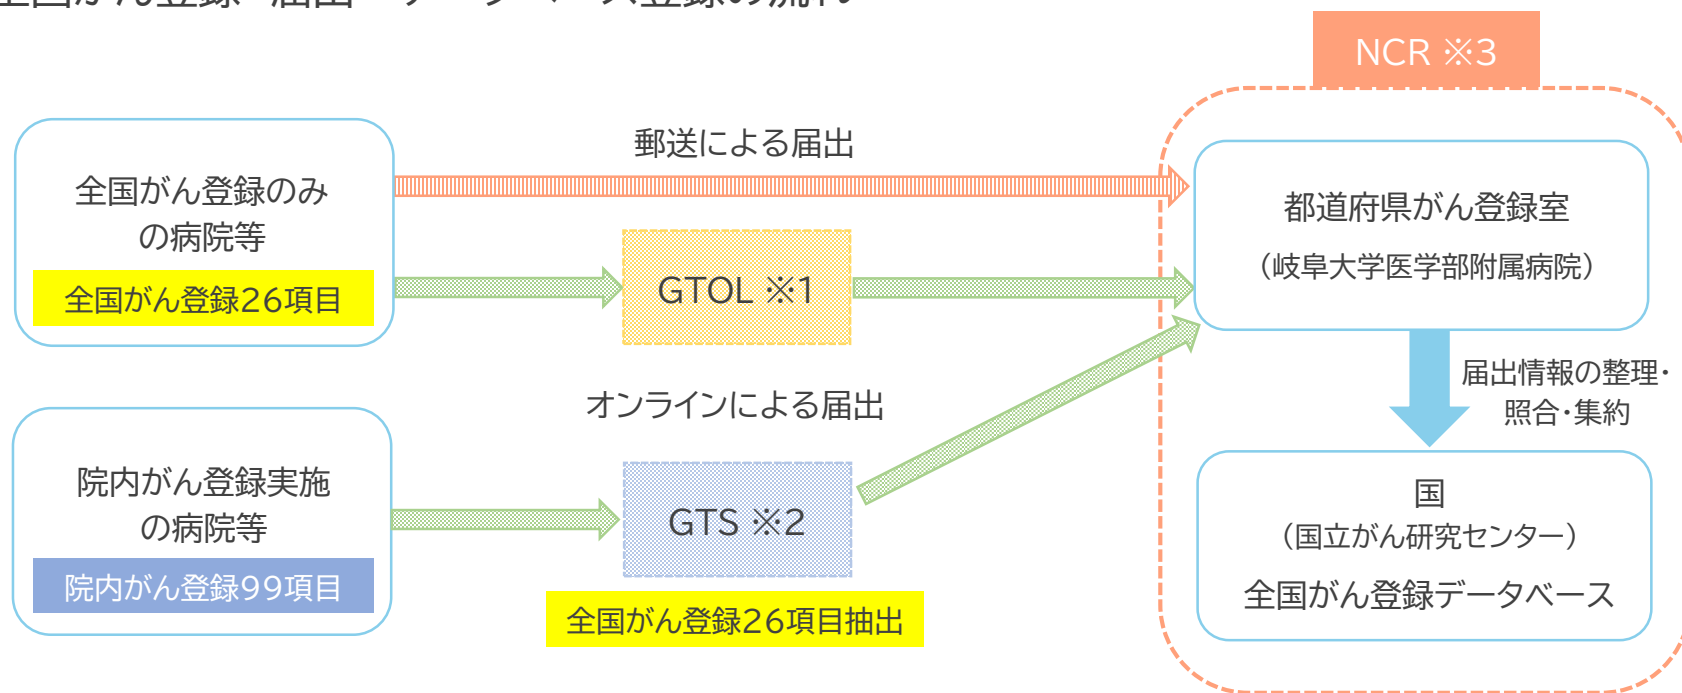 NCR ※3
郵送による届出
全国がん登録のみ
の病院等
全国がん登録26項目
GTOL ※1
都道府県がん登録室
（岐阜大学医学部附属病院）
届出情報の整理・
照合・集約
オンラインによる届出
院内がん登録実施
の病院等
院内がん登録99項目
GTS ※2
全国がん登録26項目抽出
国
（国立がん研究センター）
全国がん登録データベース